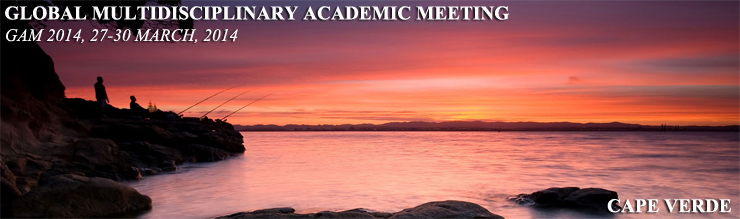 GLOBAL MULTIDISCIPLINARY ACADEMIC MEETING
GAM 2014, 27-30 MARCH, 2014
CAPE VERDE